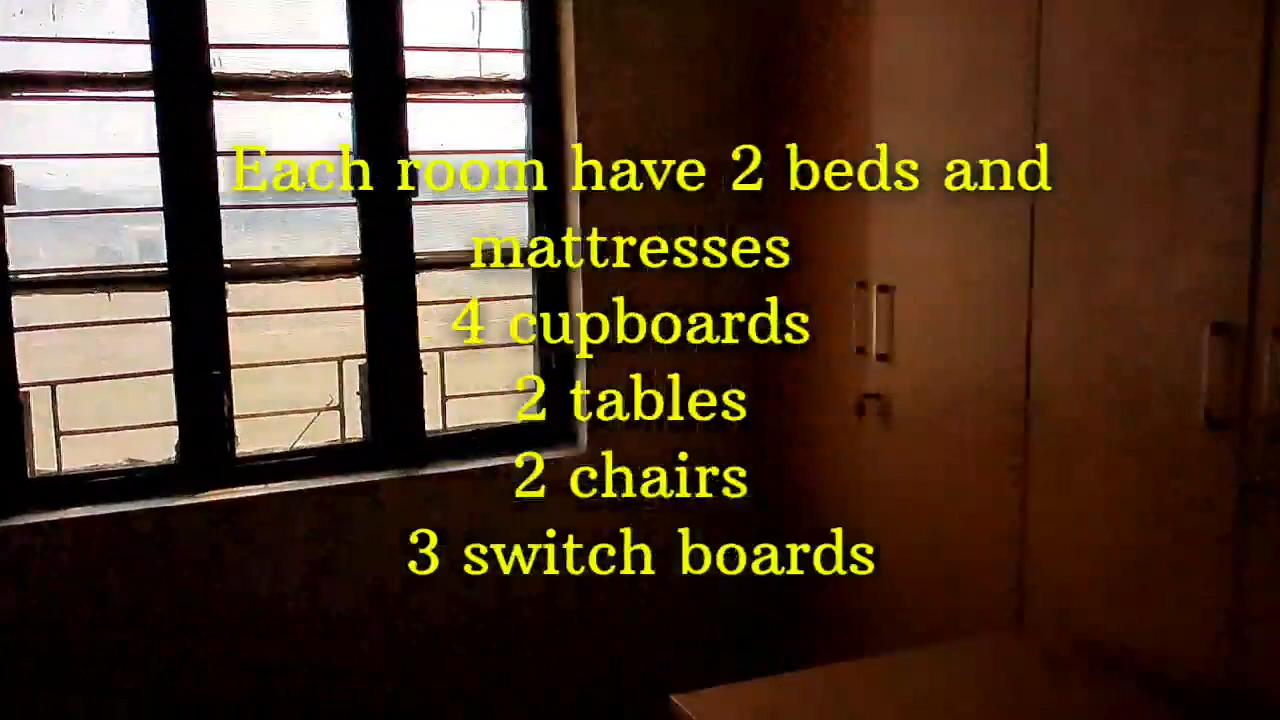 Each room have 2 beds and
mattresses
4 cupboards
2 tables
2 chairs
3 switch boards